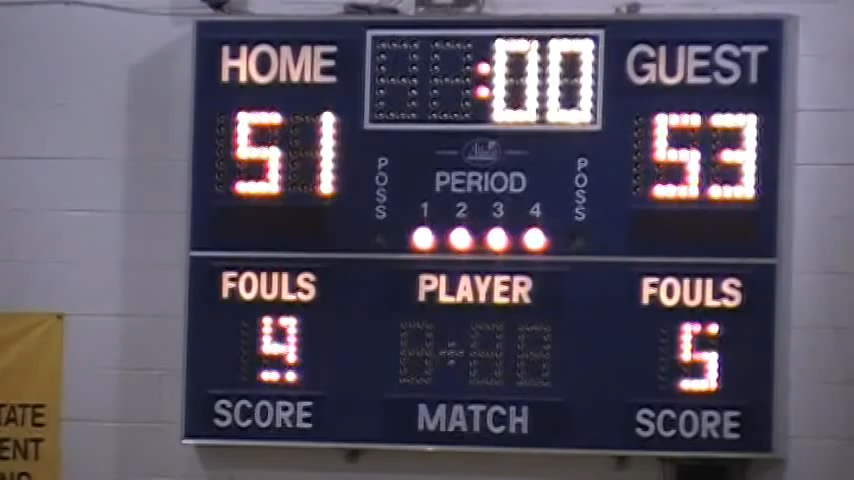 HOME :00 GUEST
51 53
POSS PERIOD POSS
1 2 3 4
FOULS PLAYER FOULS
9 5
SCORE MATCH SCORE
TATE
ENT